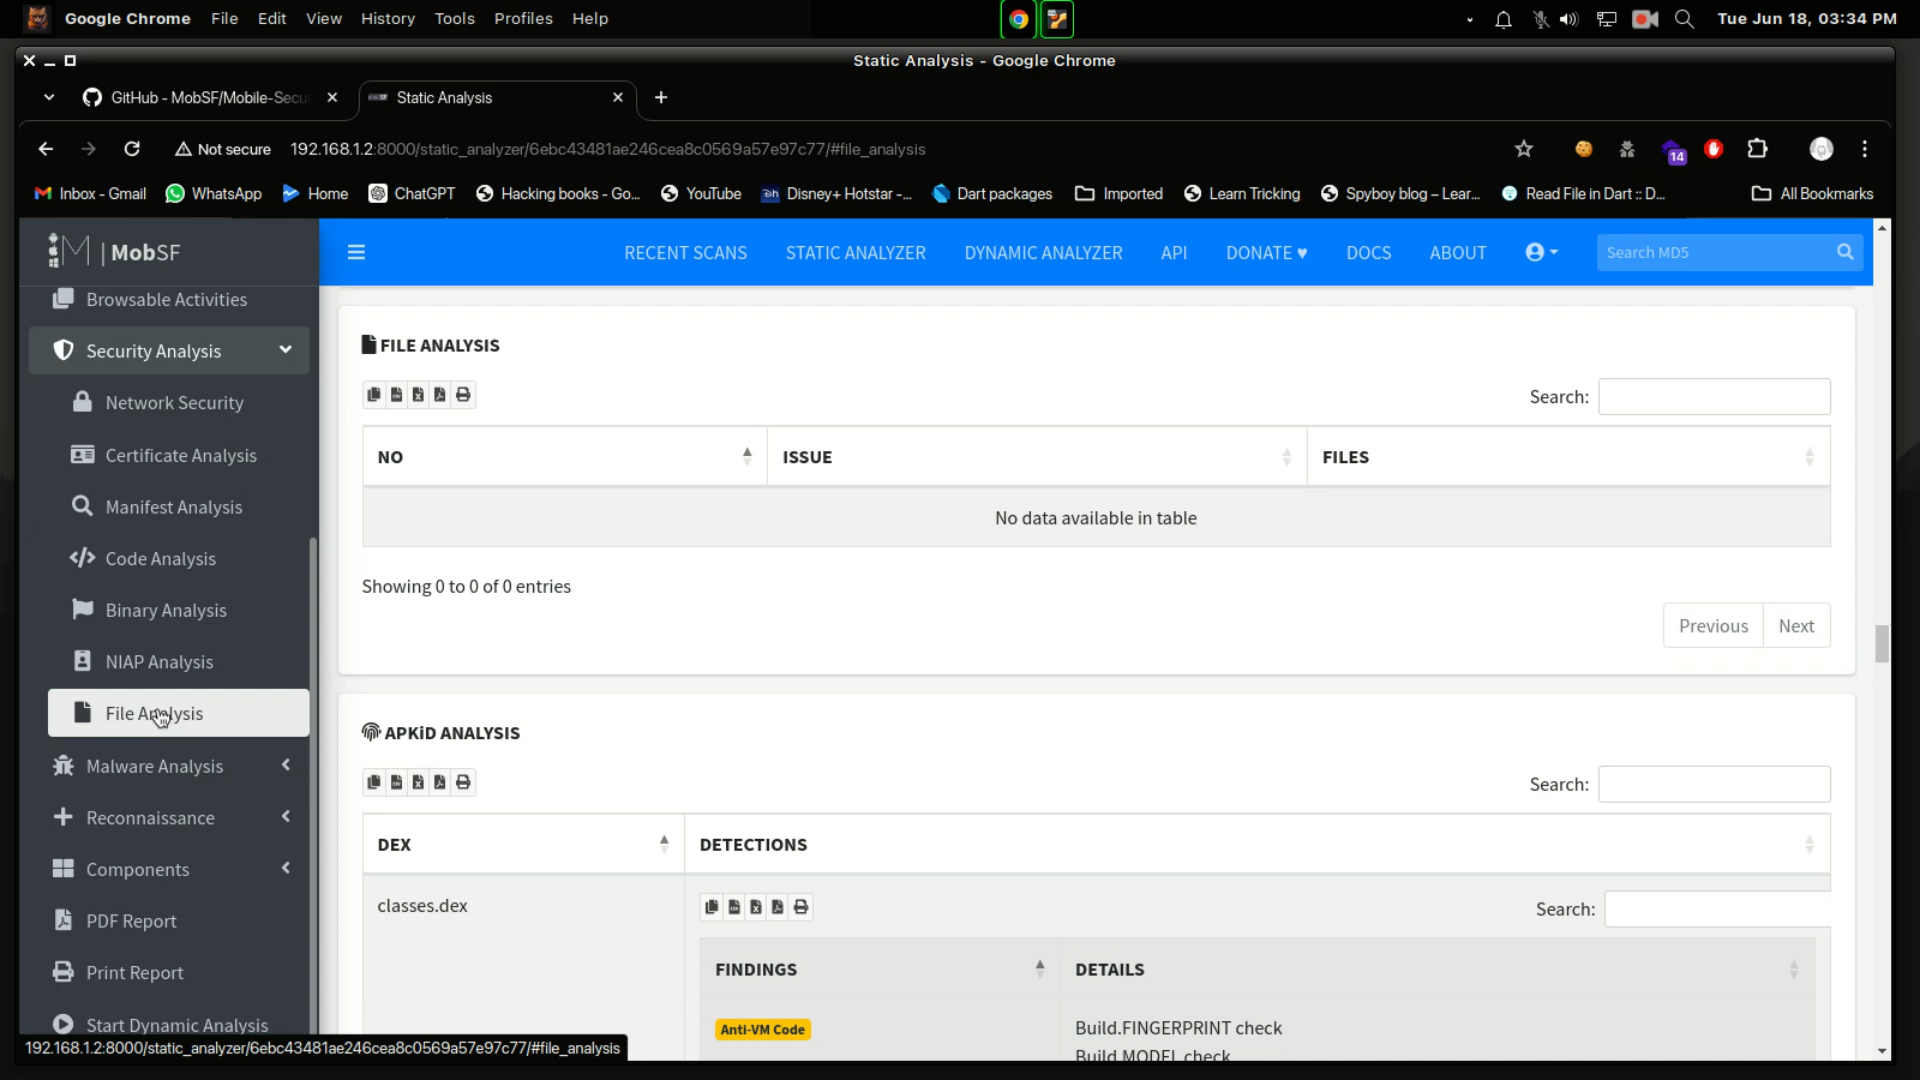 Google Chrome File Edit View History Tools Profiles Help Tue Jun 18, 03:34 PM
Static Analysis - Google Chrome
GitHub - MobSF/Mobile-Secu Static Analysis
Not secure 192.168.1.2:8000/static_analyzer/6ebc43481ae246cea8c0569a57e97c77/#file_analysis 14
Inbox - Gmail WhatsApp Home ChatGPT Hacking books - Go... YouTube Disney+ Hotstar -... Dart packages Imported Learn Tricking Spyboy blog – Lear... Read File in Dart :: D... All Bookmarks
| MobSF RECENT SCANS STATIC ANALYZER DYNAMIC ANALYZER API DONATE ♥ DOCS ABOUT Search MD5
Browsable Activities
Security Analysis
Network Security
Certificate Analysis
Manifest Analysis
Code Analysis
Binary Analysis
NIAP Analysis
File Analysis
Malware Analysis
Reconnaissance
Components
PDF Report
Print Report
Start Dynamic Analysis
FILE ANALYSIS
Search:
NO ISSUE FILES
No data available in table
Showing 0 to 0 of 0 entries
Previous Next
APKiD ANALYSIS
Search:
DEX DETECTIONS
classes.dex Search:
FINDINGS DETAILS
Anti-VM Code Build.FINGERPRINT check
Build.MODEL check
192.168.1.2:8000/static_analyzer/6ebc43481ae246cea8c0569a57e97c77/#file_analysis